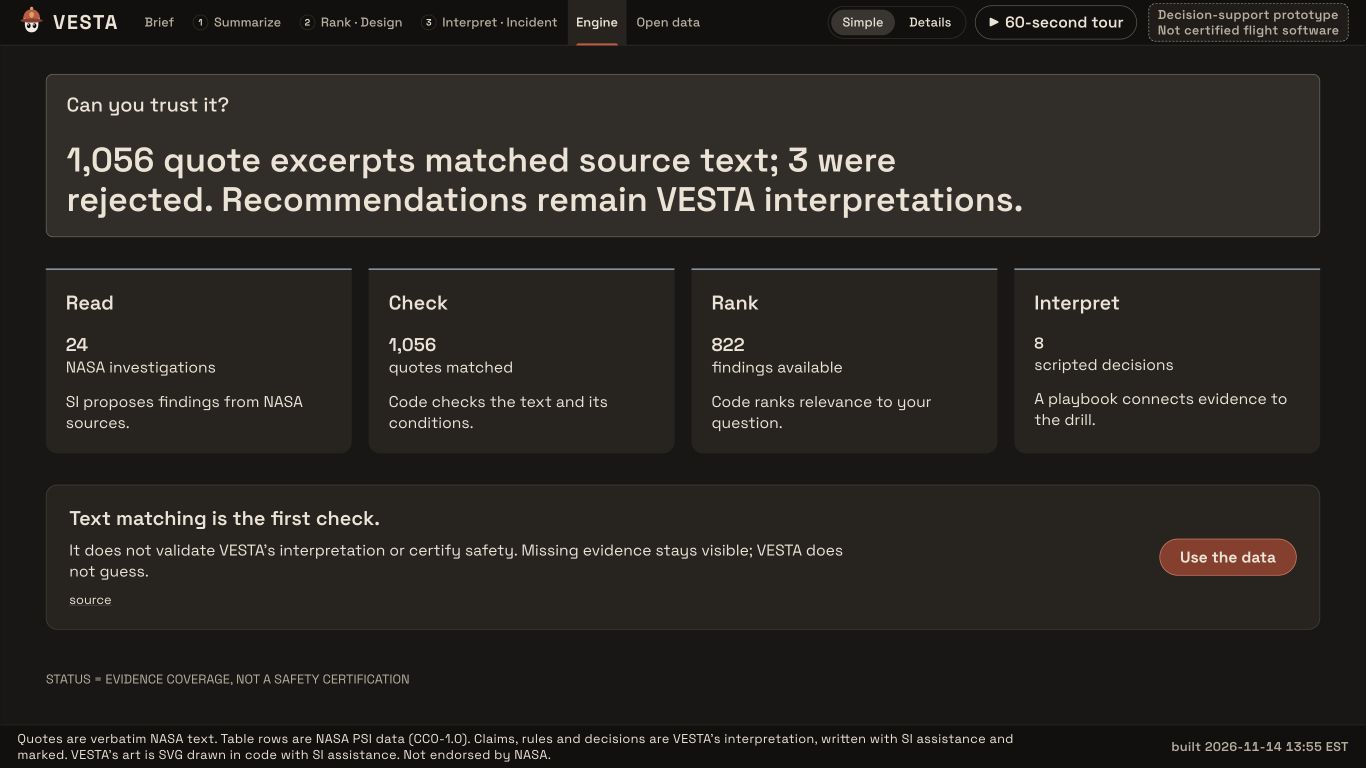 VESTA
Brief
1 Summarize
2 Rank · Design
3 Interpret · Incident
Engine
Open data
Simple
Details
▶ 60-second tour
Decision-support prototype
Not certified flight software
Can you trust it?
1,056 quote excerpts matched source text; 3 were
rejected. Recommendations remain VESTA interpretations.
Read
24
NASA investigations
SI proposes findings from NASA
sources.
Check
1,056
quotes matched
Code checks the text and its
conditions.
Rank
822
findings available
Code ranks relevance to your
question.
Interpret
8
scripted decisions
A playbook connects evidence to
the drill.
Text matching is the first check.
It does not validate VESTA's interpretation or certify safety. Missing evidence stays visible; VESTA does
not guess.
source
Use the data
STATUS = EVIDENCE COVERAGE, NOT A SAFETY CERTIFICATION
Quotes are verbatim NASA text. Table rows are NASA PSI data (CC0-1.0). Claims, rules and decisions are VESTA's interpretation, written with SI assistance and
marked. VESTA's art is SVG drawn in code with SI assistance. Not endorsed by NASA.
built 2026-11-14 13:55 EST